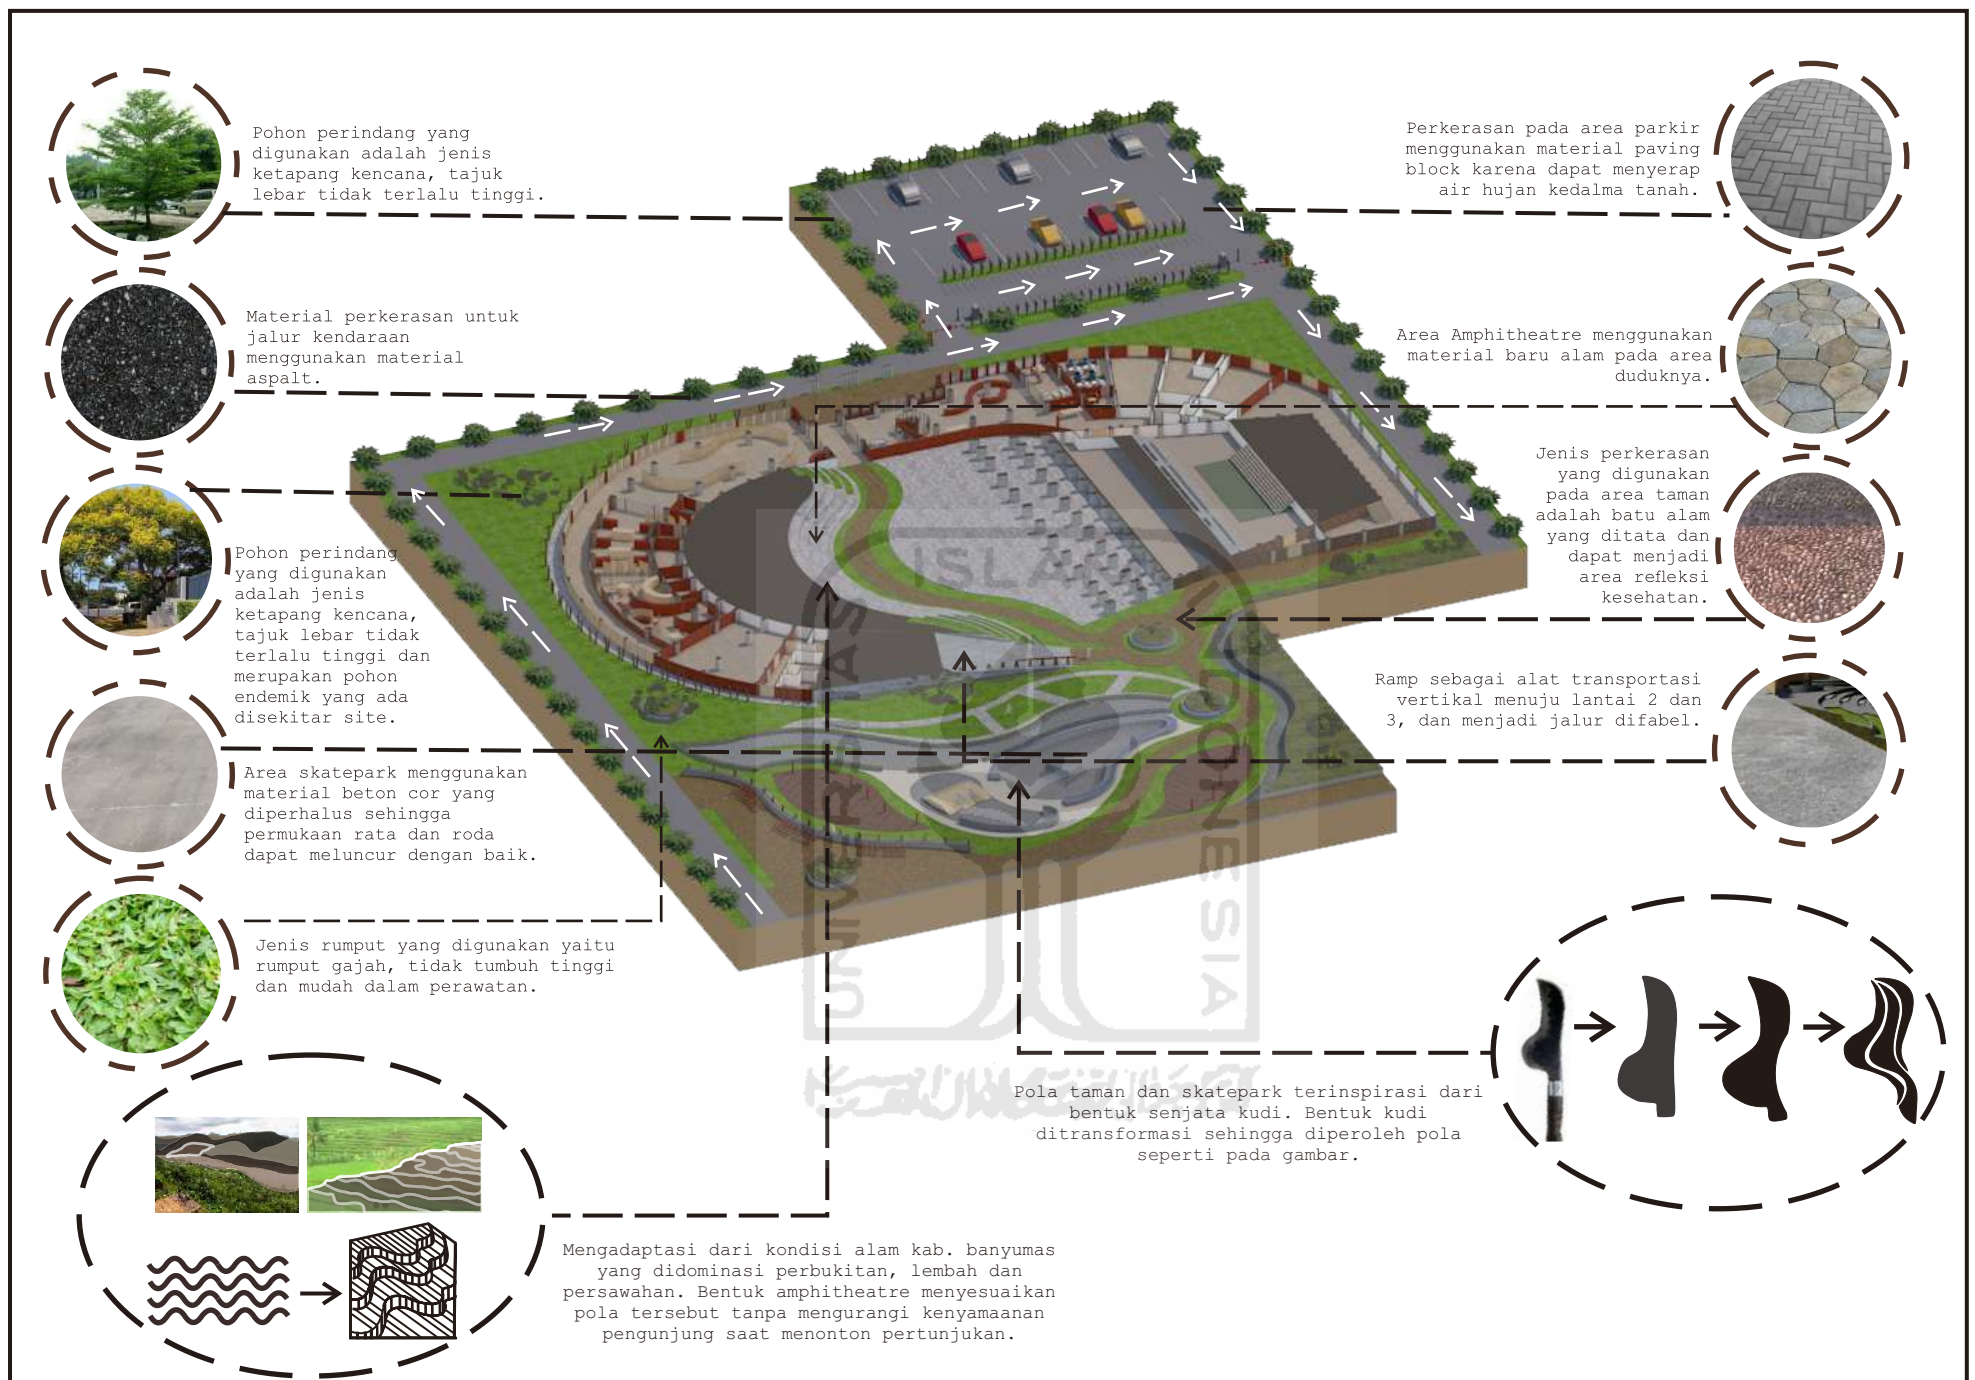 Pohon perindang yang
digunakan adalah jenis
ketapang kencana, tajuk
lebar tidak terlalu tinggi.
Material perkerasan untuk
jalur kendaraan
menggunakan material
aspalt.
Pohon perindang
yang digunakan
adalah jenis
ketapang kencana,
tajuk lebar tidak
terlalu tinggi dan
merupakan pohon
endemik yang ada
disekitar site.
Area skatepark menggunakan
material beton cor yang
diperhalus sehingga
permukaan rata dan roda
dapat meluncur dengan baik.
Jenis rumput yang digunakan yaitu
rumput gajah, tidak tumbuh tinggi
dan mudah dalam perawatan.
Mengadaptasi dari kondisi alam kab. banyumas
yang didominasi perbukitan, lembah dan
persawahan. Bentuk amphitheatre menyesuaikan
pola tersebut tanpa mengurangi kenyamaanan
pengunjung saat menonton pertunjukan.
Perkerasan pada area parkir
menggunakan material paving
block karena dapat menyerap
air hujan kedalma tanah.
Area Amphitheatre menggunakan
material baru alam pada area
duduknya.
Jenis perkerasan
yang digunakan
pada area taman
adalah batu alam
yang ditata dan
dapat menjadi
area refleksi
kesehatan.
Ramp sebagai alat transportasi
vertikal menuju lantai 2 dan
3, dan menjadi jalur difabel.
Pola taman dan skatepark terinspirasi dari
bentuk senjata kudi. Bentuk kudi
ditransformasi sehingga diperoleh pola
seperti pada gambar.
UNIVERSITAS
ISLAM
INDONESIA